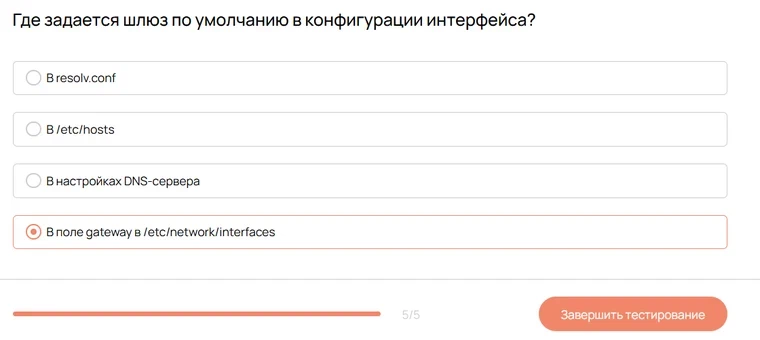 Где задается шлюз по умолчанию в конфигурации интерфейса?
В resolv.conf
В /etc/hosts
В настройках DNS-сервера
В поле gateway в /etc/network/interfaces
5/5
Завершить тестирование